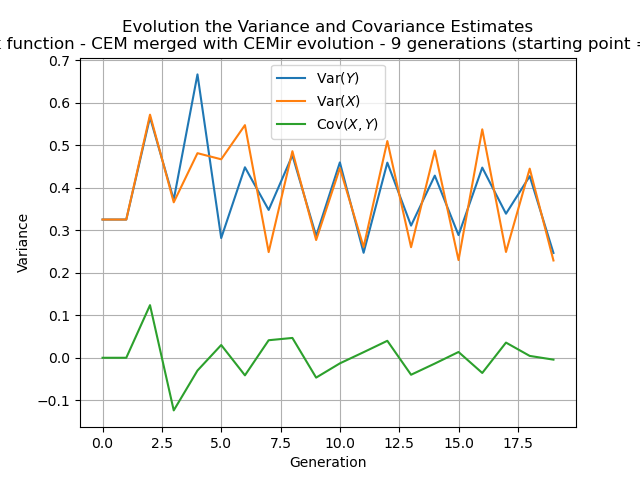 Evolution the Variance and Covariance Estimates
function - CEM merged with CEMir evolution - 9 generations (starting point =
0.7
0.6
0.5
0.4
0.3
0.2
0.1
0.0
−0.1
Variance
Var(Y)
Var(X)
Cov(X, Y)
0.0 2.5 5.0 7.5 10.0 12.5 15.0 17.5
Generation